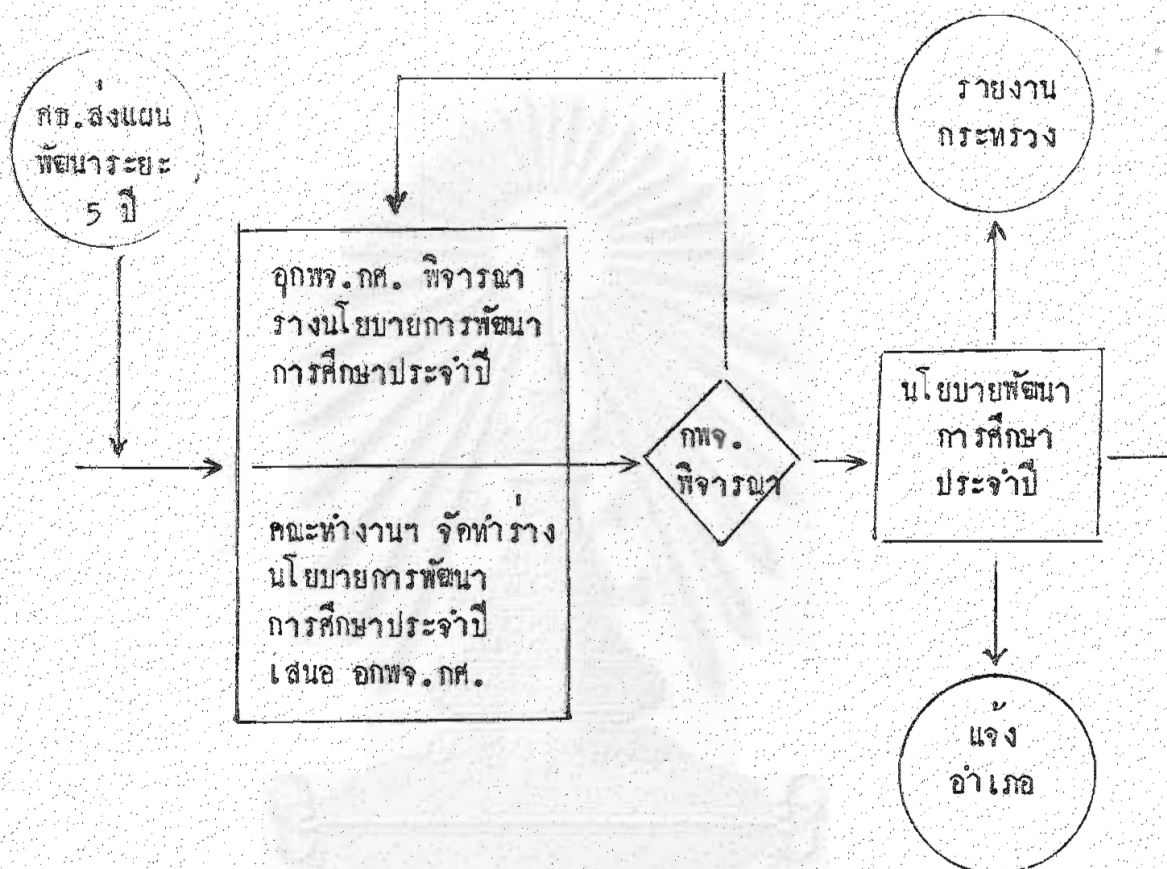 ศธ.ส่งแผน
พัฒนาระยะ
5 ปี
อุกพจ.กศ. พิจารณา
รางนโยบายการพัฒนา
การศึกษาประจำปี
คณะทำงานฯ จัดทำร่าง
นโยบายการพัฒนา
การศึกษาประจำปี
เสนอ อกพจ.กศ.
กพจ.
พิจารณา
รายงาน
กระทรวง
นโยบายพัฒนา
การศึกษา
ประจำปี
แจ้ง
อำเภอ